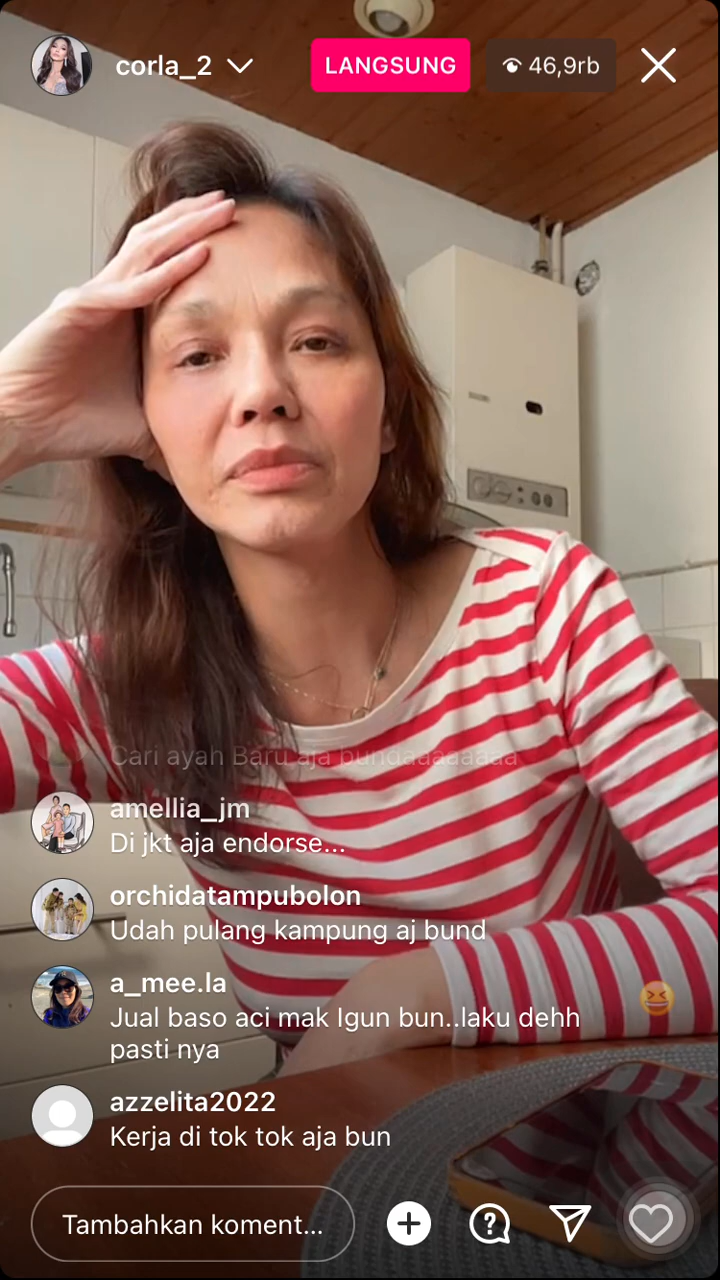 corla_2
LANGSUNG
46,9rb
Cari ayah Baru aja bundaaaaaaaa
amellia_jm
Di jkt aja endorse...
orchidatampubolon
Udah pulang kampung aj bund
a_mee.la
Jual baso aci mak Igun bun..laku dehh
pasti nya
azzelita2022
Kerja di tok tok aja bun
Tambahkan koment...